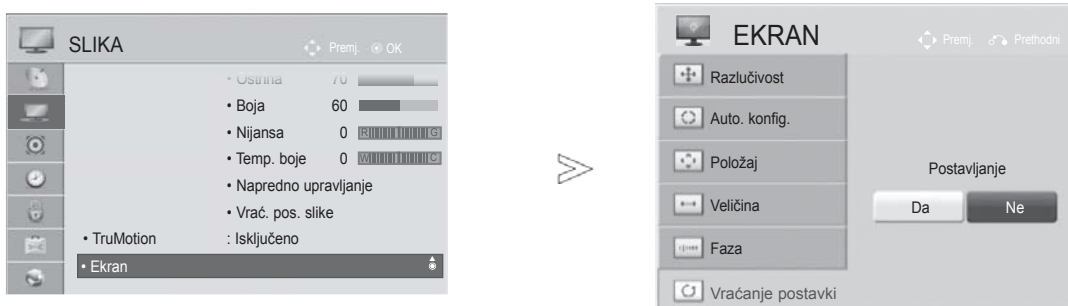 SLIKA
Premj. OK
• Oštrina 70
• Boja 60
• Nijansa 0 R G
• Temp. boje 0 W C
• Napredno upravljanje
• Vrać. pos. slike
• TruMotion : Isključeno
• Ekran
EKRAN
Premj. Prethodni
Razlučivost
Auto. konfig.
Položaj
Veličina
Faza
Vraćanje postavki
Postavljanje
Da Ne